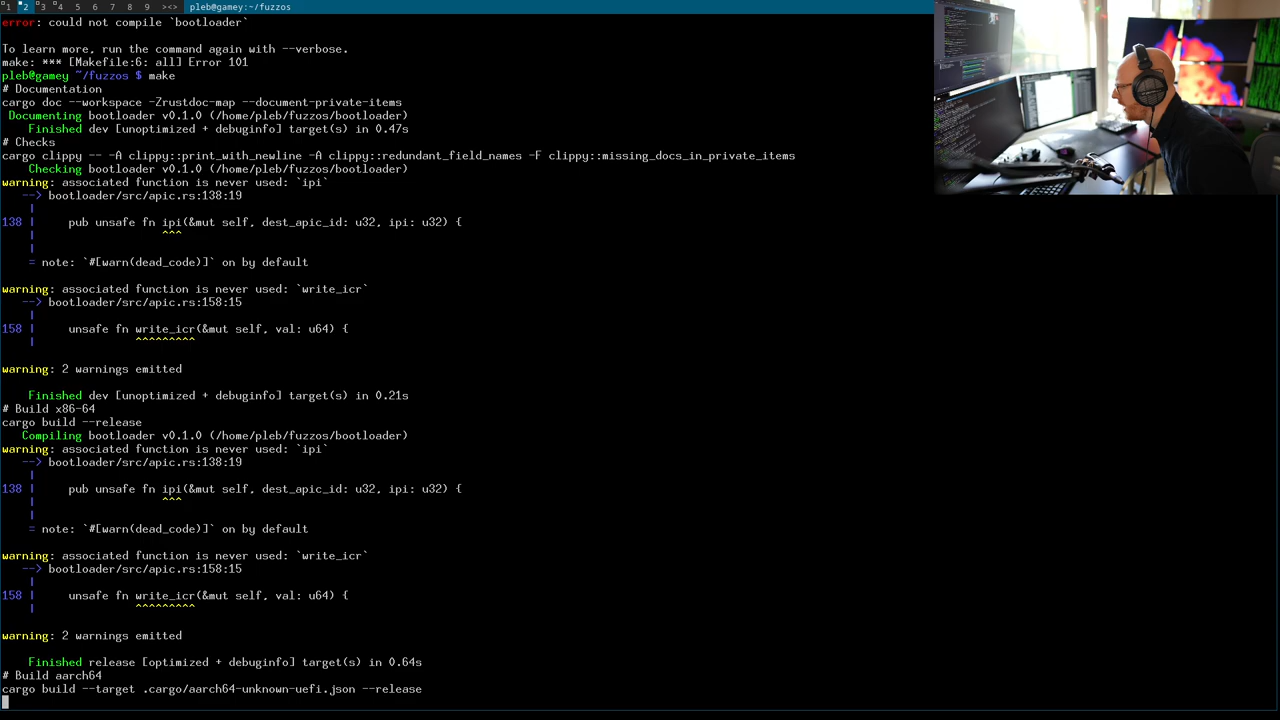 1 2 3 4 5 6 7 8 9 ><> pleb@gamey:~/fuzzos
error: could not compile `bootloader`
To learn more, run the command again with --verbose.
make: *** [Makefile:6: all] Error 101
pleb@gamey ~/fuzzos $ make
# Documentation
cargo doc --workspace -Zrustdoc-map --document-private-items
Documenting bootloader v0.1.0 (/home/pleb/fuzzos/bootloader)
Finished dev [unoptimized + debuginfo] target(s) in 0.47s
# Checks
cargo clippy -- -A clippy::print_with_newline -A clippy::redundant_field_names -F clippy::missing_docs_in_private_items
Checking bootloader v0.1.0 (/home/pleb/fuzzos/bootloader)
warning: associated function is never used: `ipi`
--> bootloader/src/apic.rs:138:19
|
138 | pub unsafe fn ipi(&mut self, dest_apic_id: u32, ipi: u32) {
| ^^^
|
= note: `#[warn(dead_code)]` on by default
warning: associated function is never used: `write_icr`
--> bootloader/src/apic.rs:158:15
|
158 | unsafe fn write_icr(&mut self, val: u64) {
| ^^^^^^^^^
warning: 2 warnings emitted
Finished dev [unoptimized + debuginfo] target(s) in 0.21s
# Build x86-64
cargo build --release
Compiling bootloader v0.1.0 (/home/pleb/fuzzos/bootloader)
warning: associated function is never used: `ipi`
--> bootloader/src/apic.rs:138:19
|
138 | pub unsafe fn ipi(&mut self, dest_apic_id: u32, ipi: u32) {
| ^^^
|
= note: `#[warn(dead_code)]` on by default
warning: associated function is never used: `write_icr`
--> bootloader/src/apic.rs:158:15
|
158 | unsafe fn write_icr(&mut self, val: u64) {
| ^^^^^^^^^
warning: 2 warnings emitted
Finished release [optimized + debuginfo] target(s) in 0.64s
# Build aarch64
cargo build --target .cargo/aarch64-unknown-uefi.json --release